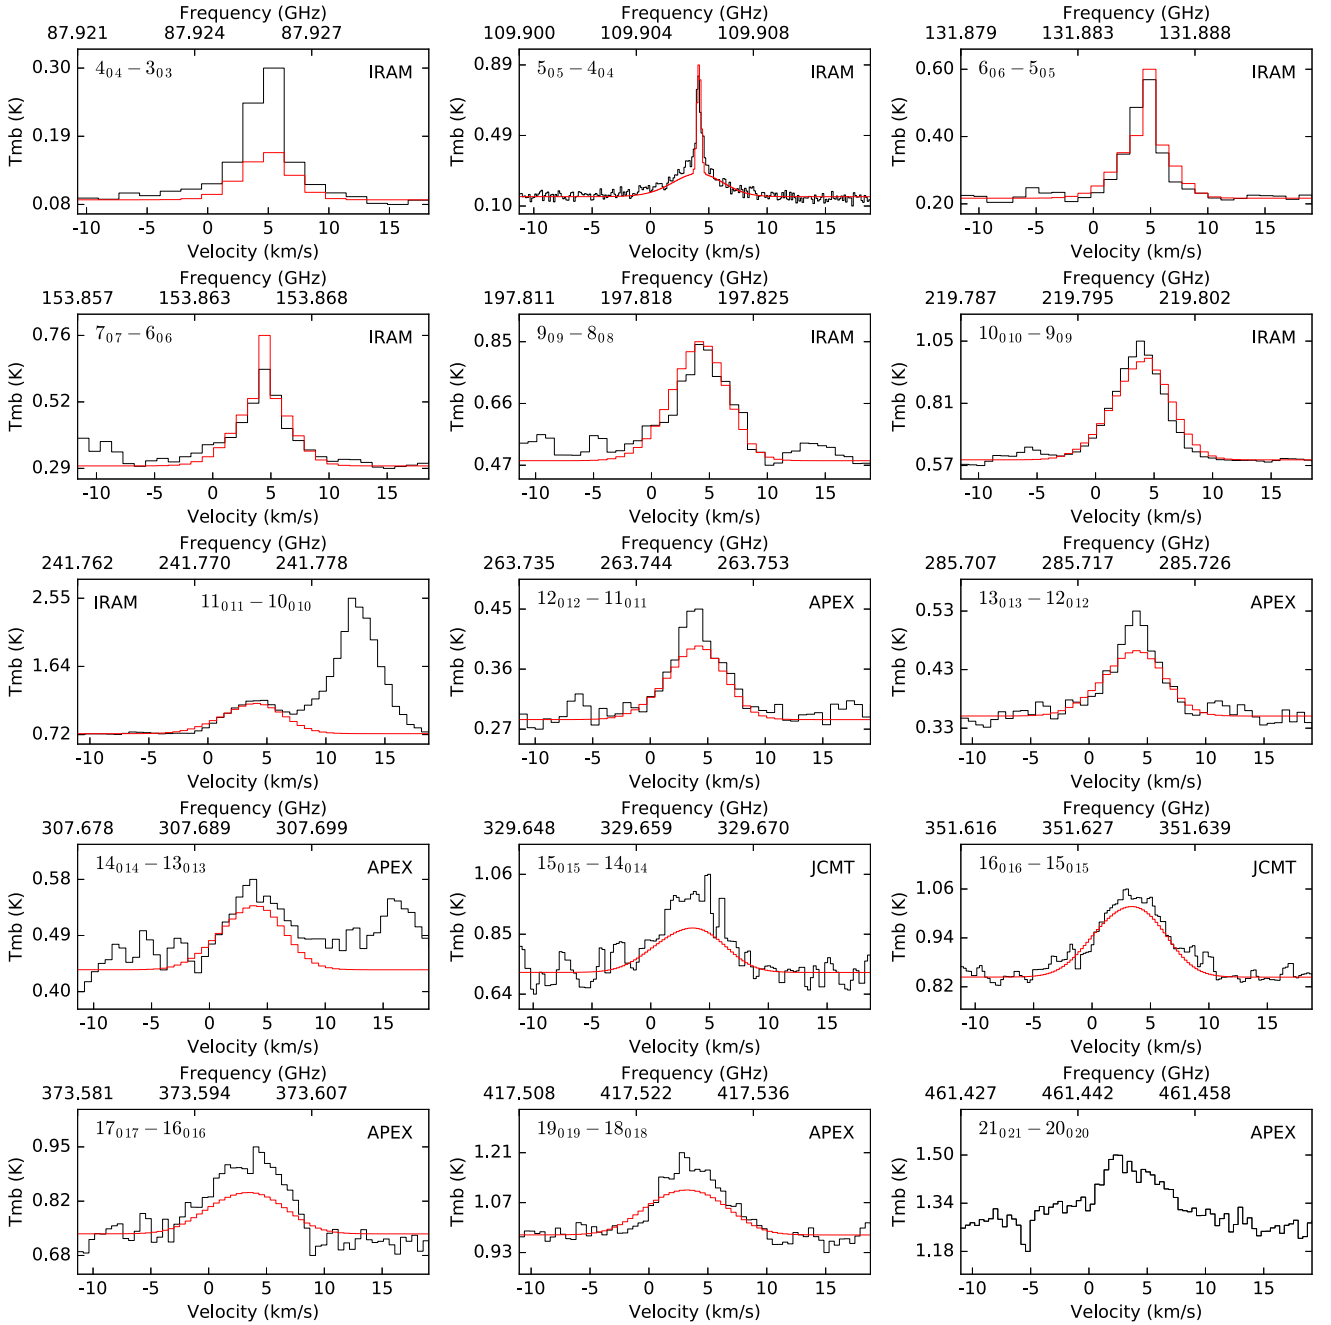 Frequency (GHz) Frequency (GHz) Frequency (GHz)
87.921 87.924 87.927 109.900 109.904 109.908 131.879 131.883 131.888
4₀₄ − 3₀₃ IRAM 5₀₅ − 4₀₄ IRAM 6₀₆ − 5₀₅ IRAM
Tmb (K) 0.30 0.19 0.08 Tmb (K) 0.89 0.49 0.10 Tmb (K) 0.60 0.40 0.20
-10 -5 0 5 10 15 -10 -5 0 5 10 15 -10 -5 0 5 10 15
Velocity (km/s) Velocity (km/s) Velocity (km/s)
Frequency (GHz) Frequency (GHz) Frequency (GHz)
153.857 153.863 153.868 197.811 197.818 197.825 219.787 219.795 219.802
7₀₇ − 6₀₆ IRAM 9₀₉ − 8₀₈ IRAM 10₀₁₀ − 9₀₉ IRAM
Tmb (K) 0.76 0.52 0.29 Tmb (K) 0.85 0.66 0.47 Tmb (K) 1.05 0.81 0.57
-10 -5 0 5 10 15 -10 -5 0 5 10 15 -10 -5 0 5 10 15
Velocity (km/s) Velocity (km/s) Velocity (km/s)
Frequency (GHz) Frequency (GHz) Frequency (GHz)
241.762 241.770 241.778 263.735 263.744 263.753 285.707 285.717 285.726
IRAM 11₀₁₁ − 10₀₁₀ 12₀₁₂ − 11₀₁₁ APEX 13₀₁₃ − 12₀₁₂ APEX
Tmb (K) 2.55 1.64 0.72 Tmb (K) 0.45 0.36 0.27 Tmb (K) 0.53 0.43 0.33
-10 -5 0 5 10 15 -10 -5 0 5 10 15 -10 -5 0 5 10 15
Velocity (km/s) Velocity (km/s) Velocity (km/s)
Frequency (GHz) Frequency (GHz) Frequency (GHz)
307.678 307.689 307.699 329.648 329.659 329.670 351.616 351.627 351.639
14₀₁₄ − 13₀₁₃ APEX 15₀₁₅ − 14₀₁₄ JCMT 16₀₁₆ − 15₀₁₅ JCMT
Tmb (K) 0.58 0.49 0.40 Tmb (K) 1.06 0.85 0.64 Tmb (K) 1.06 0.94 0.82
-10 -5 0 5 10 15 -10 -5 0 5 10 15 -10 -5 0 5 10 15
Velocity (km/s) Velocity (km/s) Velocity (km/s)
Frequency (GHz) Frequency (GHz) Frequency (GHz)
373.581 373.594 373.607 417.508 417.522 417.536 461.427 461.442 461.458
17₀₁₇ − 16₀₁₆ APEX 19₀₁₉ − 18₀₁₈ APEX 21₀₂₁ − 20₀₂₀ APEX
Tmb (K) 0.95 0.82 0.68 Tmb (K) 1.21 1.07 0.93 Tmb (K) 1.50 1.34 1.18
-10 -5 0 5 10 15 -10 -5 0 5 10 15 -10 -5 0 5 10 15
Velocity (km/s) Velocity (km/s) Velocity (km/s)